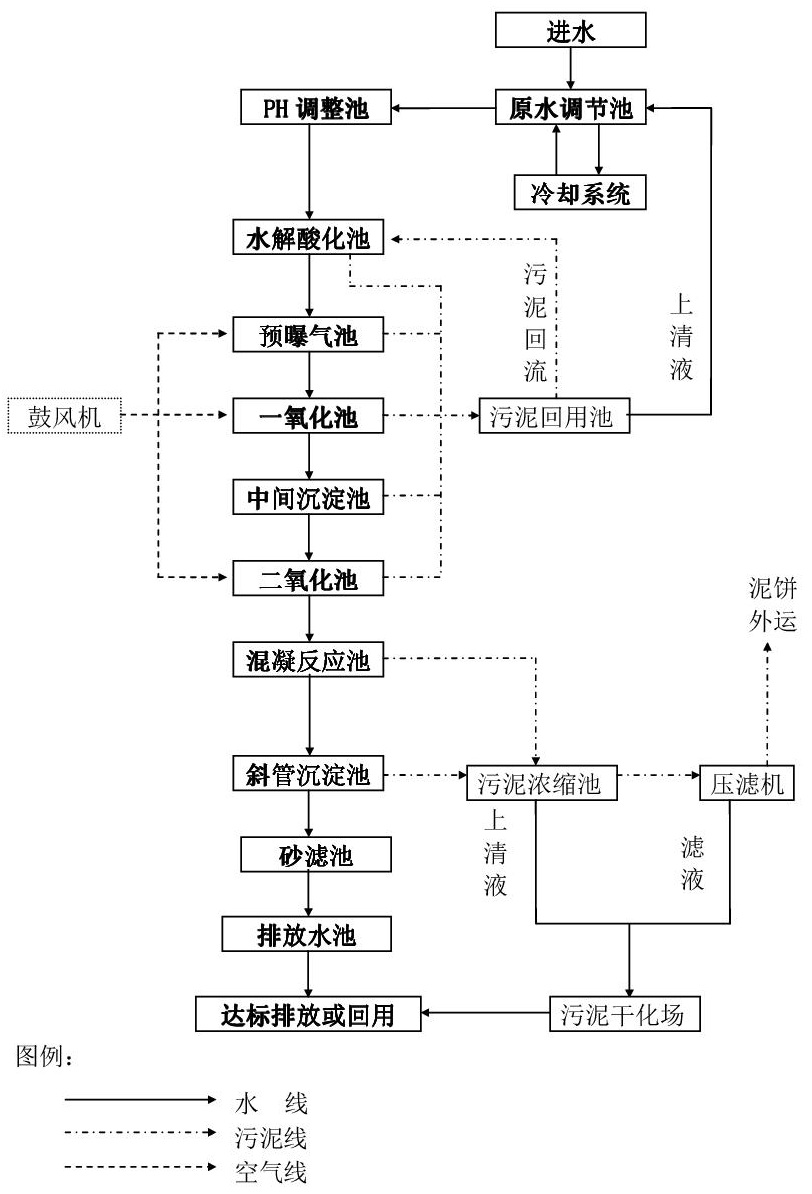 进水
PH 调整池
原水调节池
冷却系统
水解酸化池
污泥回流
上清液
预曝气池
鼓风机
一氧化池
污泥回用池
中间沉淀池
二氧化池
泥饼
外运
混凝反应池
斜管沉淀池
污泥浓缩池
压滤机
上清液
滤液
砂滤池
排放水池
达标排放或回用
污泥干化场
图例:
水 线
污泥线
空气线